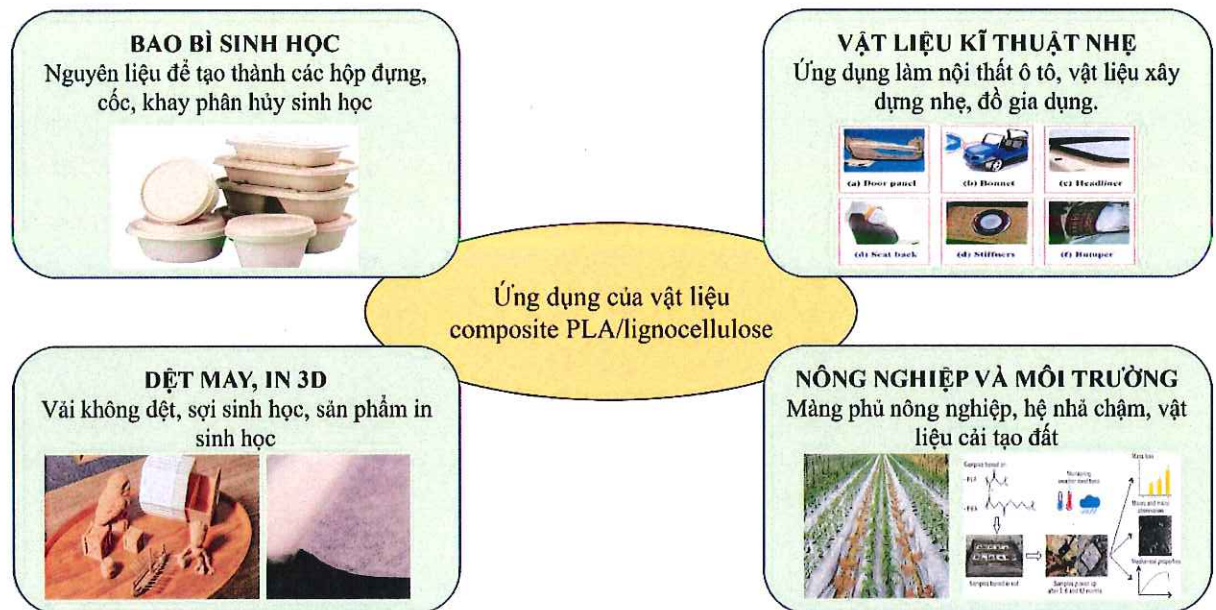 BAO BÌ SINH HỌC
Nguyên liệu để tạo thành các hộp đựng,
cốc, khay phân hủy sinh học
VẬT LIỆU KĨ THUẬT NHẸ
Ứng dụng làm nội thất ô tô, vật liệu xây
dựng nhẹ, đồ gia dụng.
(a) Door panel
(b) Bonnet
(c) Headliner
(d) Seat back
(d) Stiffners
(f) Bumper
Ứng dụng của vật liệu
composite PLA/lignocellulose
DỆT MAY, IN 3D
Vải không dệt, sợi sinh học, sản phẩm in
sinh học
NÔNG NGHIỆP VÀ MÔI TRƯỜNG
Màng phủ nông nghiệp, hệ nhả chậm, vật
liệu cải tạo đất
Mass loss
Mechanical properties